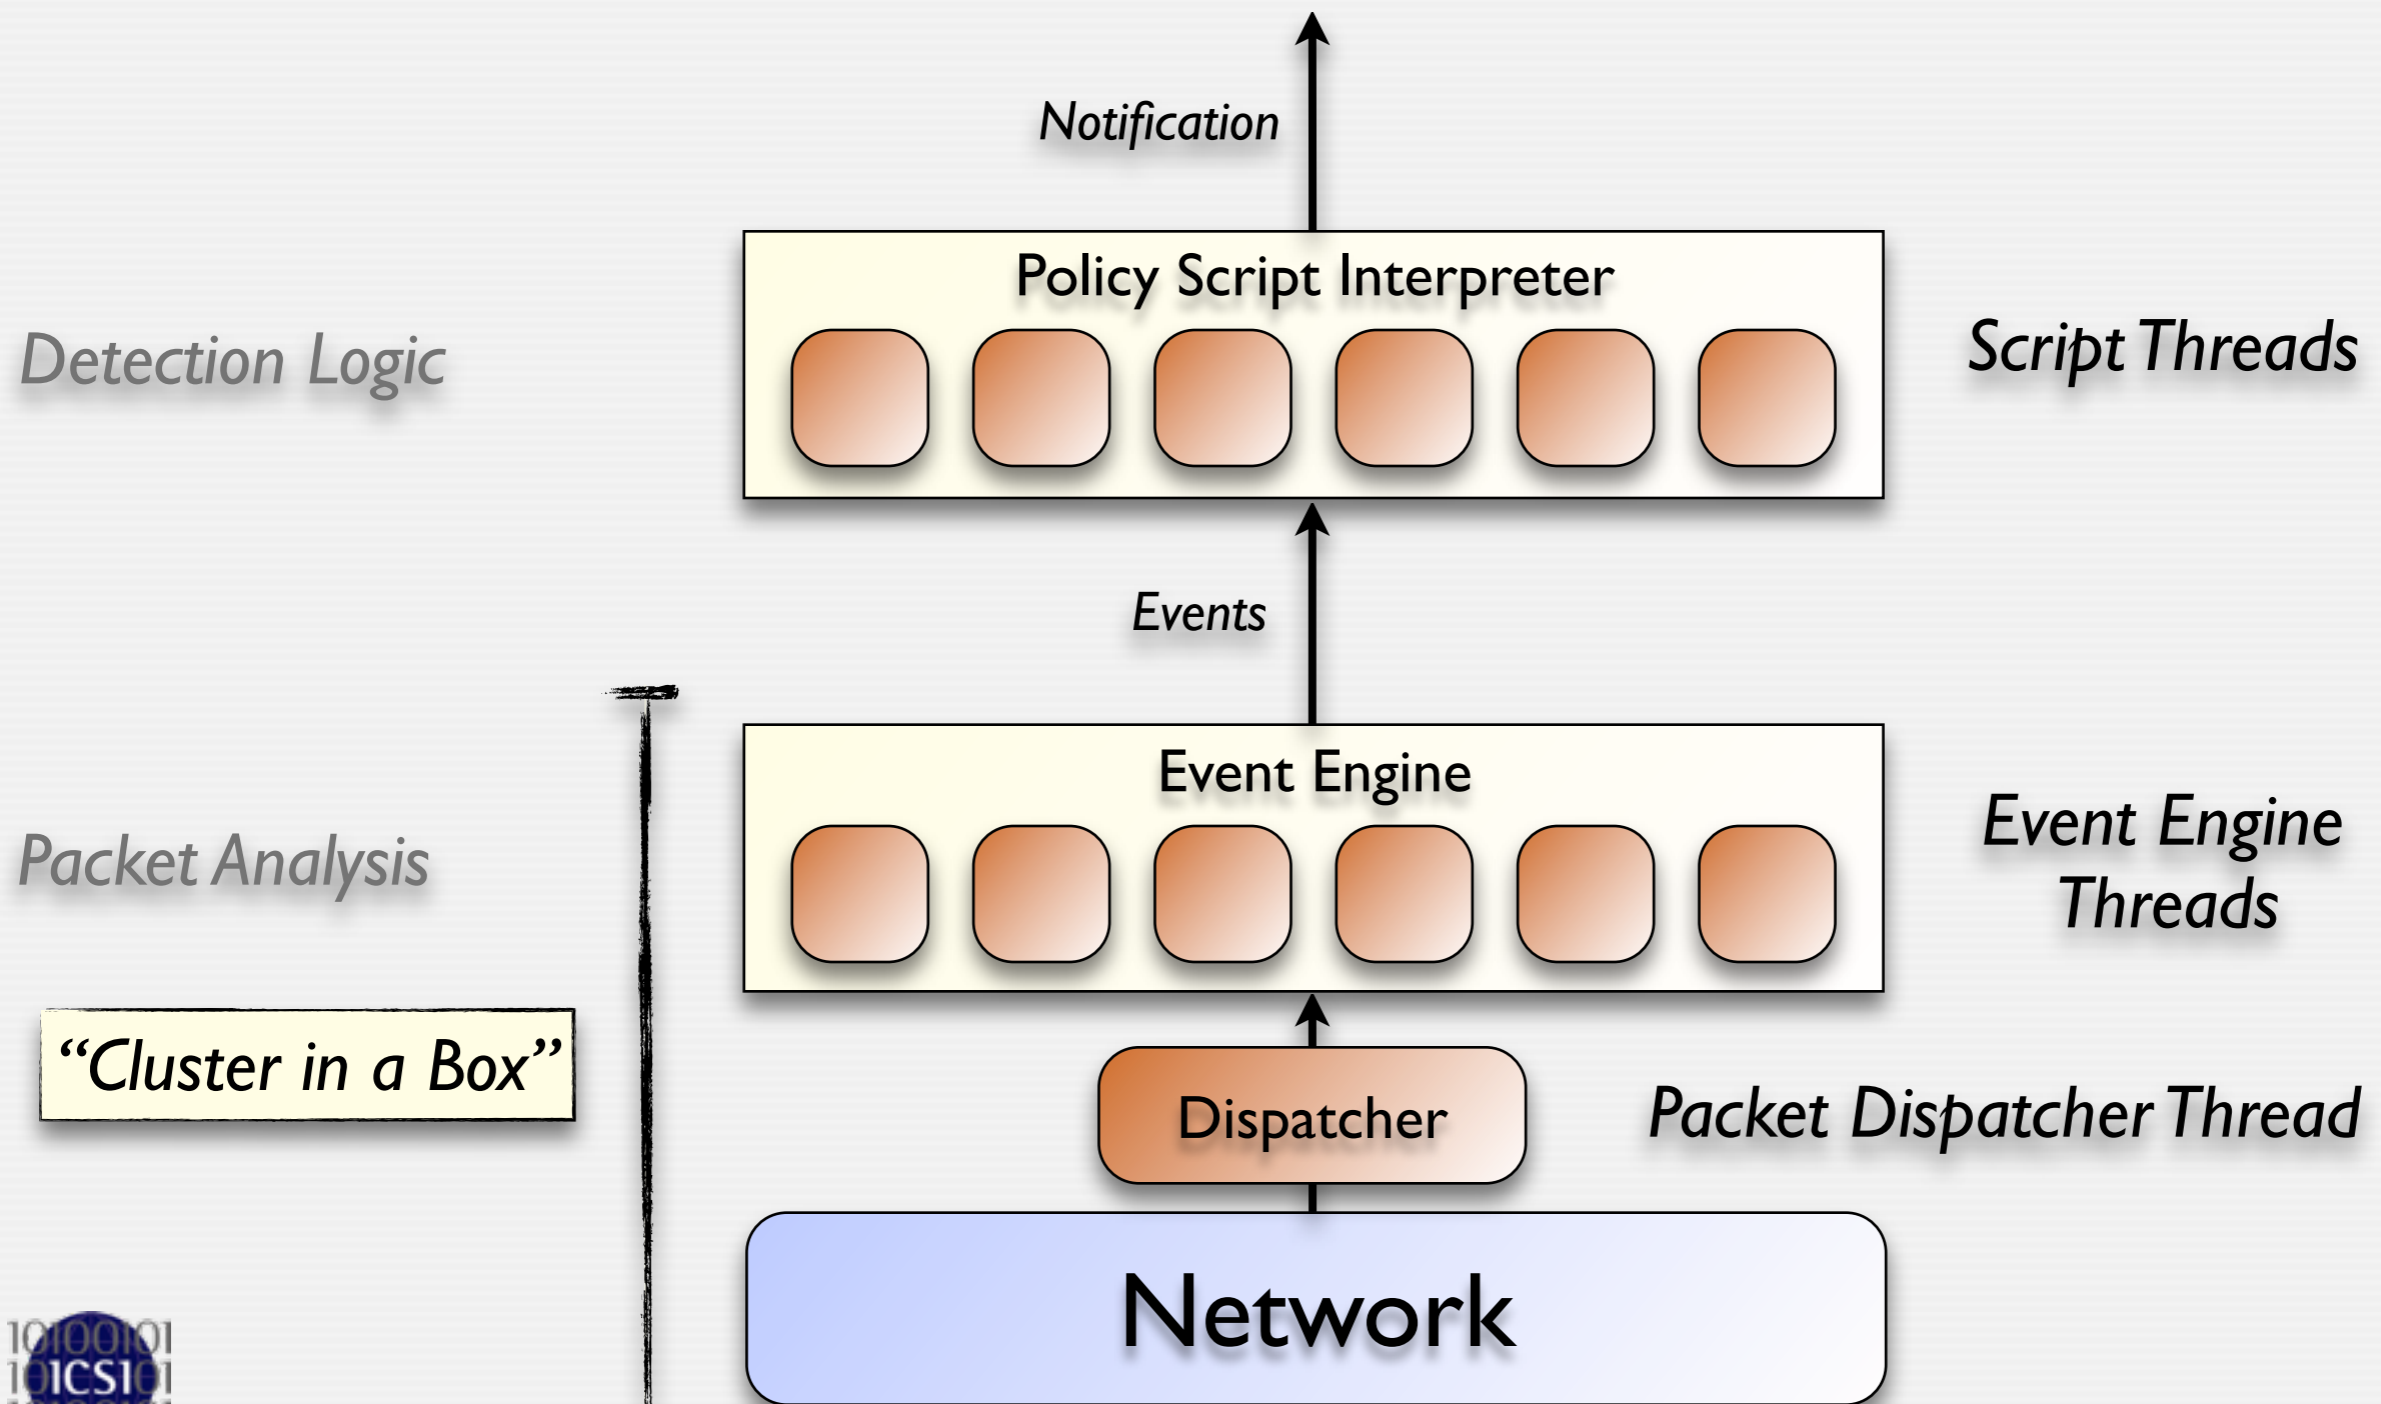 Notification
Policy Script Interpreter
Detection Logic
Script Threads
Events
Event Engine
Packet Analysis
Event Engine
Threads
“Cluster in a Box”
Dispatcher
Packet Dispatcher Thread
Network
10100101
10ICSI01